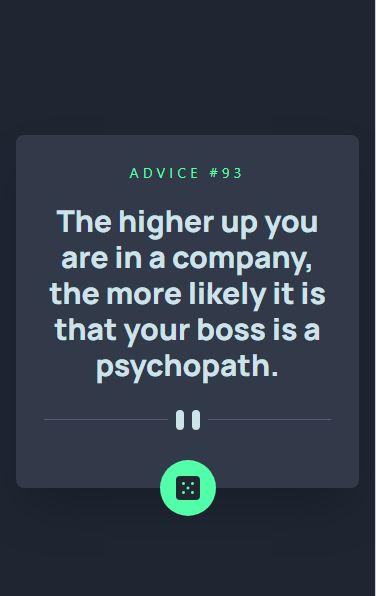 ADVICE #93
The higher up you
are in a company,
the more likely it is
that your boss is a
psychopath.